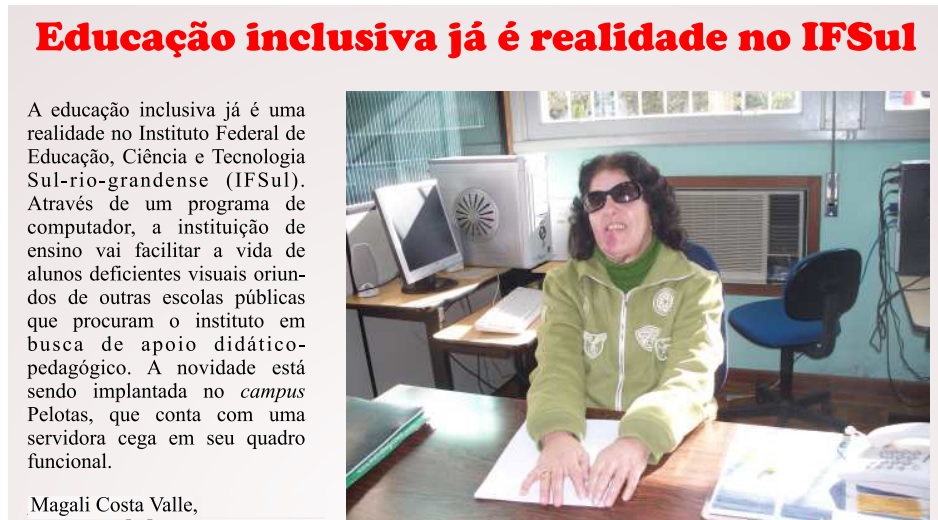 Educação inclusiva já é realidade no IFSul
A educação inclusiva já é uma
realidade no Instituto Federal de
Educação, Ciência e Tecnologia
Sul-rio-grandense (IFSul).
Através de um programa de
computador, a instituição de
ensino vai facilitar a vida de
alunos deficientes visuais oriun-
dos de outras escolas públicas
que procuram o instituto em
busca de apoio didático-
pedagógico. A novidade está
sendo implantada no campus
Pelotas, que conta com uma
servidora cega em seu quadro
funcional.
Magali Costa Valle,